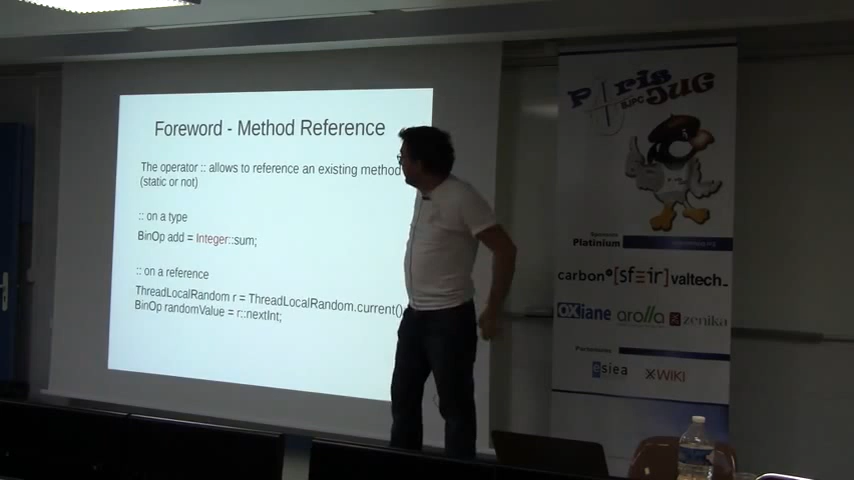 Foreword - Method Reference
The operator :: allows to reference an existing method
(static or not)
:: on a type
BinOp add = Integer::sum;
:: on a reference
ThreadLocalRandom r = ThreadLocalRandom.current()
BinOp randomValue = r::nextInt;
Paris
JUG
Sponsors
Platinium
carbon [sfeir] valtech_
OXiane arolla zenika
Partenaires
esiea XWIKI